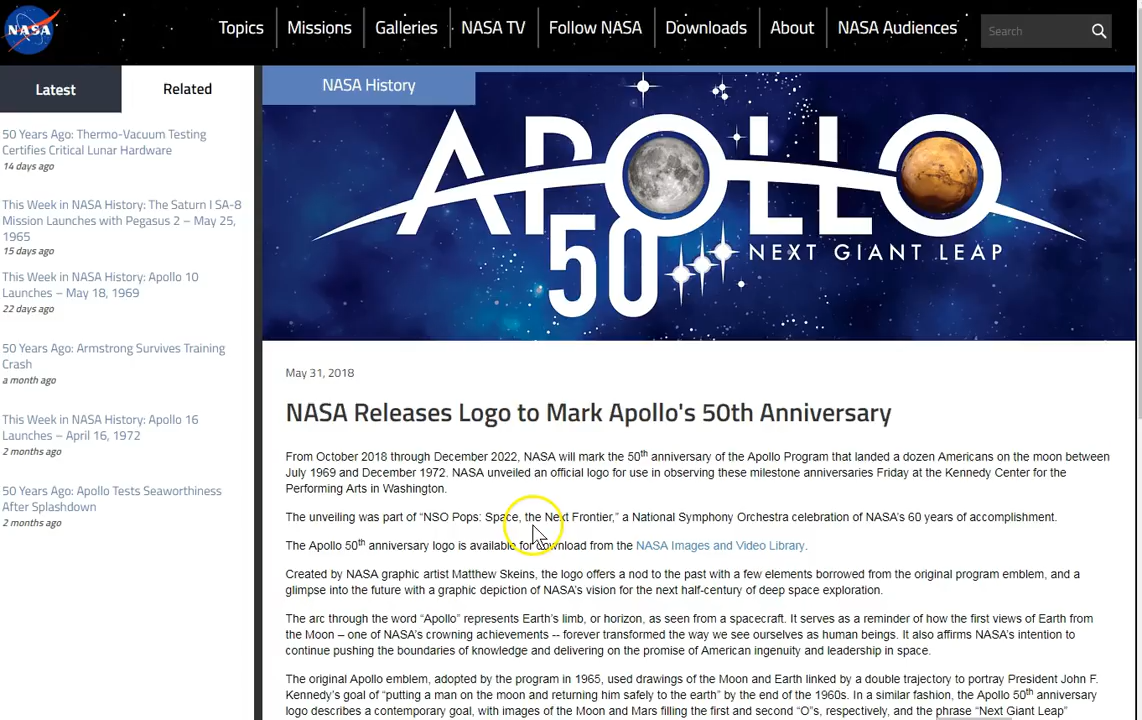 NASA
Topics
Missions
Galleries
NASA TV
Follow NASA
Downloads
About
NASA Audiences
Search
Latest
Related
50 Years Ago: Thermo-Vacuum Testing
Certifies Critical Lunar Hardware
14 days ago
This Week in NASA History: The Saturn I SA-8
Mission Launches with Pegasus 2 – May 25,
1965
15 days ago
This Week in NASA History: Apollo 10
Launches – May 18, 1969
22 days ago
50 Years Ago: Armstrong Survives Training
Crash
a month ago
This Week in NASA History: Apollo 16
Launches – April 16, 1972
2 months ago
50 Years Ago: Apollo Tests Seaworthiness
After Splashdown
2 months ago
NASA History
APOLLO
50
NEXT GIANT LEAP
May 31, 2018
NASA Releases Logo to Mark Apollo's 50th Anniversary
From October 2018 through December 2022, NASA will mark the 50th anniversary of the Apollo Program that landed a dozen Americans on the moon between
July 1969 and December 1972. NASA unveiled an official logo for use in observing these milestone anniversaries Friday at the Kennedy Center for the
Performing Arts in Washington.
The unveiling was part of “NSO Pops: Space, the Next Frontier,” a National Symphony Orchestra celebration of NASA’s 60 years of accomplishment.
The Apollo 50th anniversary logo is available for download from the NASA Images and Video Library.
Created by NASA graphic artist Matthew Skeins, the logo offers a nod to the past with a few elements borrowed from the original program emblem, and a
glimpse into the future with a graphic depiction of NASA’s vision for the next half-century of deep space exploration.
The arc through the word “Apollo” represents Earth’s limb, or horizon, as seen from a spacecraft. It serves as a reminder of how the first views of Earth from
the Moon – one of NASA’s crowning achievements -- forever transformed the way we see ourselves as human beings. It also affirms NASA’s intention to
continue pushing the boundaries of knowledge and delivering on the promise of American ingenuity and leadership in space.
The original Apollo emblem, adopted by the program in 1965, used drawings of the Moon and Earth linked by a double trajectory to portray President John F.
Kennedy’s goal of “putting a man on the moon and returning him safely to the earth” by the end of the 1960s. In a similar fashion, the Apollo 50th anniversary
logo describes a contemporary goal, with images of the Moon and Mars filling the first and second “O”s, respectively, and the phrase “Next Giant Leap”